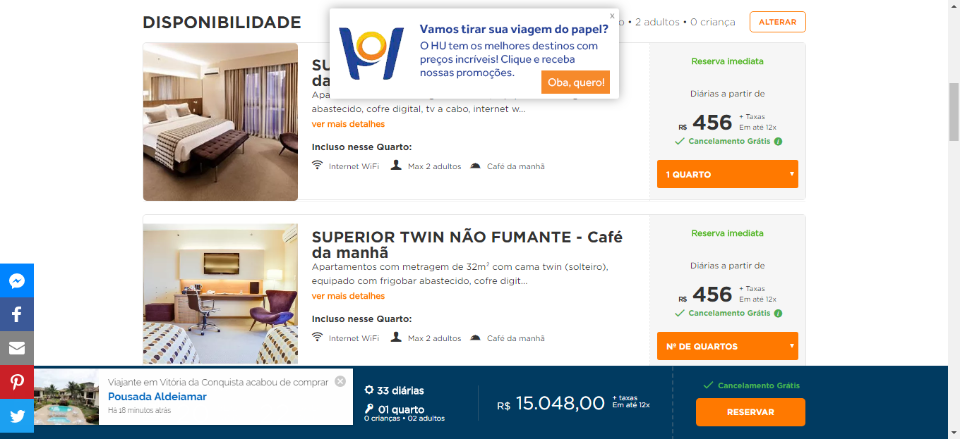 DISPONIBILIDADE
2 adultos • 0 criança
ALTERAR
x
Vamos tirar sua viagem do papel?
O HU tem os melhores destinos com
preços incríveis! Clique e receba
nossas promoções.
Oba, quero!
abastecido, cofre digital, tv a cabo, internet w...
ver mais detalhes
Incluso nesse Quarto:
Internet WiFi
Max 2 adultos
Café da manhã
Reserva imediata
Diárias a partir de
R$ 456
+ Taxas
Em até 12x
Cancelamento Grátis
1 QUARTO
SUPERIOR TWIN NÃO FUMANTE - Café
da manhã
Apartamentos com metragem de 32m² com cama twin (solteiro),
equipado com frigobar abastecido, cofre digit...
ver mais detalhes
Incluso nesse Quarto:
Internet WiFi
Max 2 adultos
Café da manhã
Reserva imediata
Diárias a partir de
R$ 456
+ Taxas
Em até 12x
Cancelamento Grátis
Nº DE QUARTOS
Viajante em Vitória da Conquista acabou de comprar
Pousada Aldeiamar
Há 18 minutos atrás
33 diárias
01 quarto
0 crianças • 02 adultos
R$ 15.048,00
+ taxas
Em até 12x
Cancelamento Grátis
RESERVAR